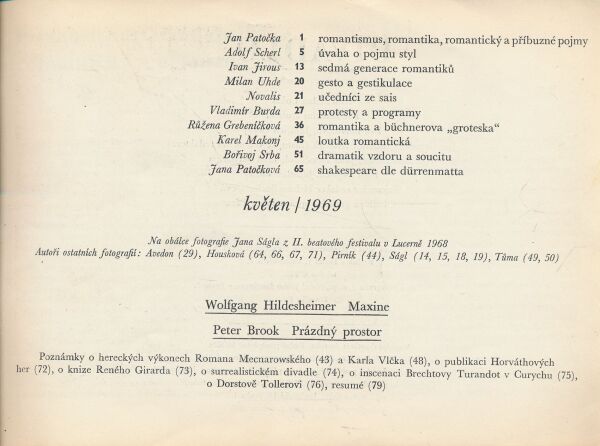 Jan Patočka 1 romantismus, romantika, romantický a příbuzné pojmy
Adolf Scherl 5 úvaha o pojmu styl
Ivan Jirous 13 sedmá generace romantiků
Milan Uhde 20 gesto a gestikulace
Novalis 21 učedníci ze sais
Vladimír Burda 27 protesty a programy
Růžena Grebeníčková 36 romantika a büchnerova „groteska“
Karel Makonj 45 loutka romantická
Bořivoj Srba 51 dramatik vzdoru a soucitu
Jana Patočková 65 shakespeare dle dürrenmatta
květen / 1969
Na obálce fotografie Jana Ságla z II. beatového festivalu v Lucerně 1968
Autoři ostatních fotografií: Avedon (29), Housková (64, 66, 67, 71), Pirník (44), Ságl (14, 15, 18, 19), Tůma (49, 50)
Wolfgang Hildesheimer Maxine
Peter Brook Prázdný prostor
Poznámky o hereckých výkonech Romana Mecnarowského (43) a Karla Vlčka (48), o publikaci Horváthových
her (72), o knize Reného Girarda (73), o surrealistickém divadle (74), o inscenaci Brechtovy Turandot v Curychu (75),
o Dorstově Tollerovi (76), resumé (79)